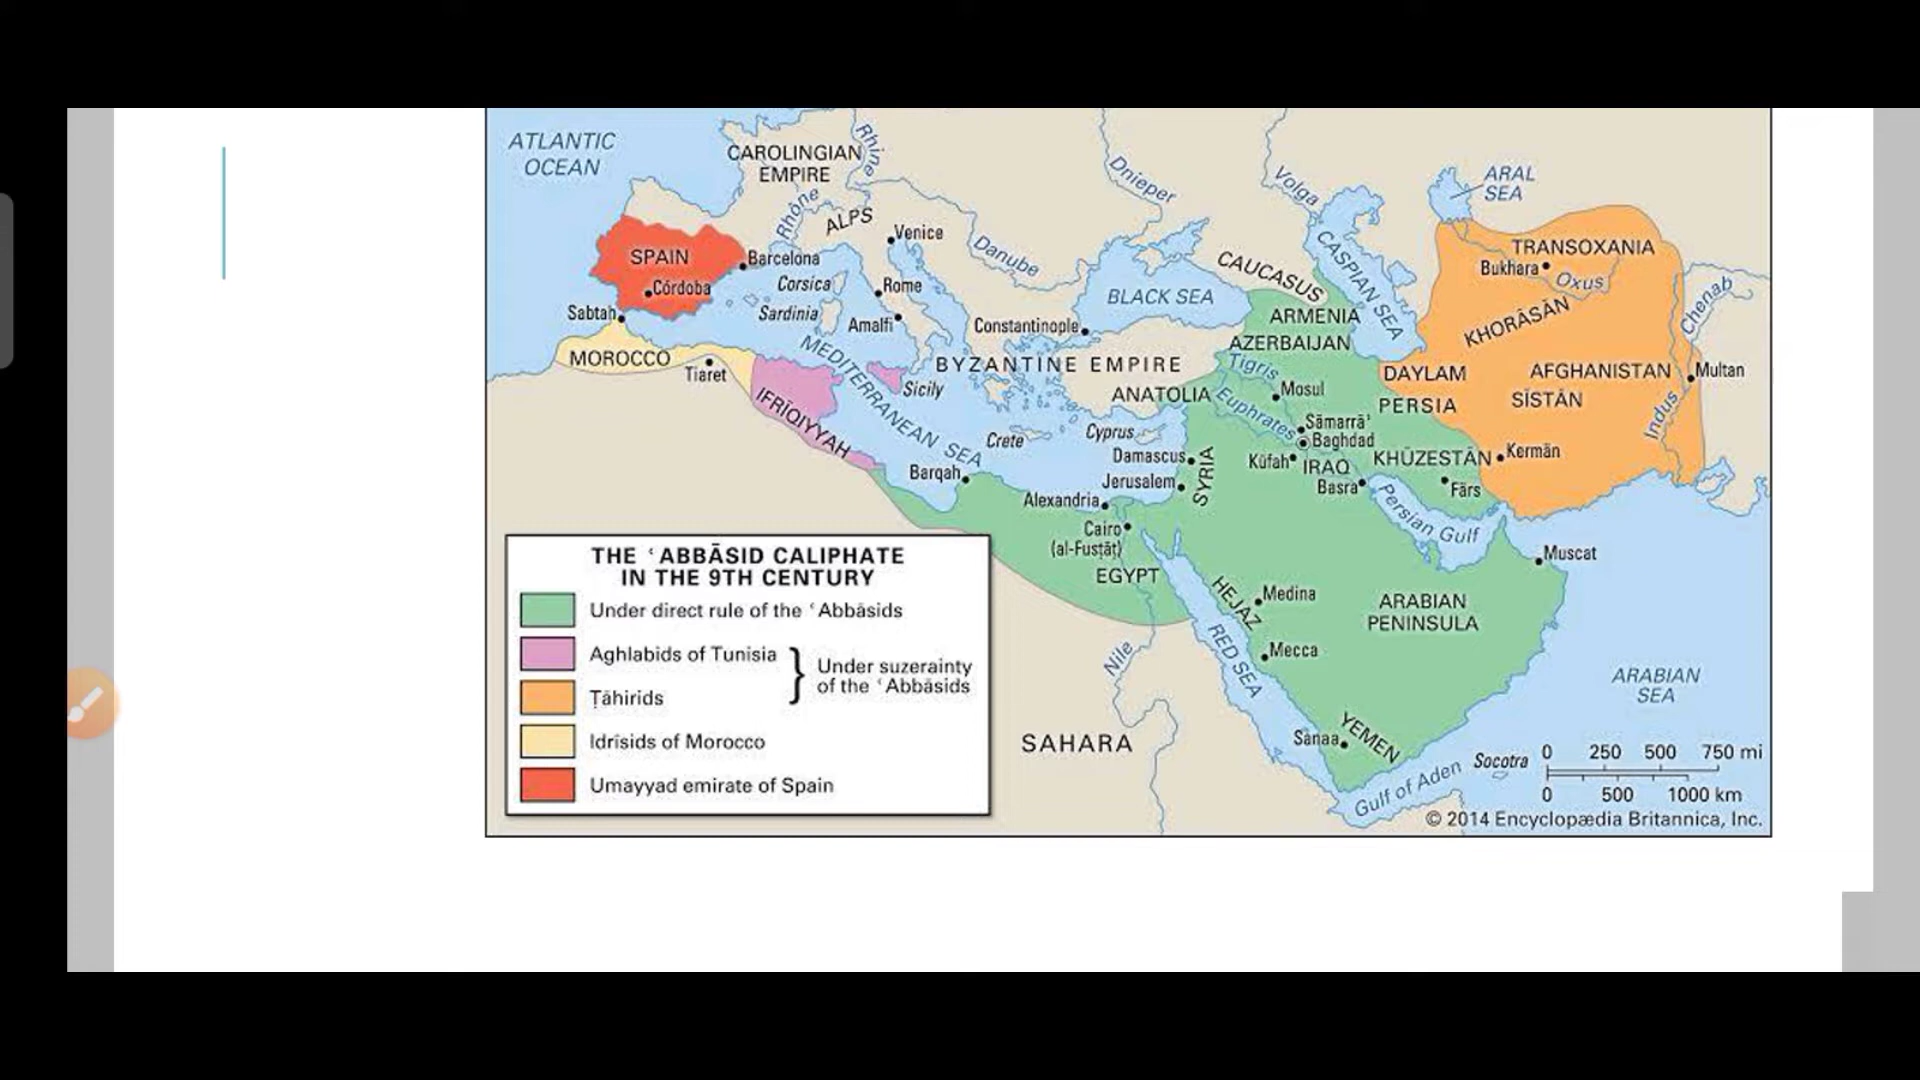 ATLANTIC
OCEAN
CAROLINGIAN
EMPIRE
Rhine
Rhône
ALPS
Venice
Danube
Dnieper
Volga
ARAL
SEA
CASPIAN SEA
CAUCASUS
TRANSOXANIA
Bukhara
Oxus
Chenab
KHORĀSĀN
SPAIN
Barcelona
Córdoba
Corsica
Sardinia
Rome
Amalfi
Sabtah
MOROCCO
Tiaret
MEDITERRANEAN SEA
IFRĪQIYYAH
Sicily
Constantinople
BLACK SEA
BYZANTINE EMPIRE
ANATOLIA
ARMENIA
AZERBAIJAN
Tigris
Mosul
Euphrates
DAYLAM
PERSIA
AFGHANISTAN
SĪSTĀN
Multan
Indus
Crete
Cyprus
Damascus
SYRIA
Sāmarrāʾ
Baghdad
Kūfah
IRAQ
KHŪZESTĀN
Kermān
Barqah
Jerusalem
Basra
Fārs
Alexandria
Persian Gulf
Cairo
(al-Fusṭāṭ)
EGYPT
Muscat
HEJAZ
Medina
ARABIAN
PENINSULA
Mecca
RED SEA
Nile
ARABIAN
SEA
SAHARA
Sanaa
YEMEN
Gulf of Aden
Socotra
0 250 500 750 mi
0 500 1000 km
© 2014 Encyclopædia Britannica, Inc.
THE ʿABBĀSID CALIPHATE
IN THE 9TH CENTURY
Under direct rule of the ʿAbbāsids
Aghlabids of Tunisia
Ṭāhirids
Under suzerainty
of the ʿAbbāsids
Idrīsids of Morocco
Umayyad emirate of Spain